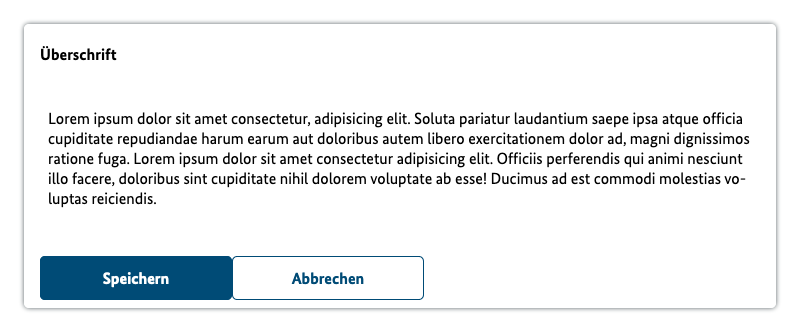 Überschrift
Lorem ipsum dolor sit amet consectetur, adipisicing elit. Soluta pariatur laudantium saepe ipsa atque officia
cupiditate repudiandae harum earum aut doloribus autem libero exercitationem dolor ad, magni dignissimos
ratione fuga. Lorem ipsum dolor sit amet consectetur adipisicing elit. Officiis perferendis qui animi nesciunt
illo facere, doloribus sint cupiditate nihil dolorem voluptate ab esse! Ducimus ad est commodi molestias vo-
luptas reiciendis.
Speichern Abbrechen